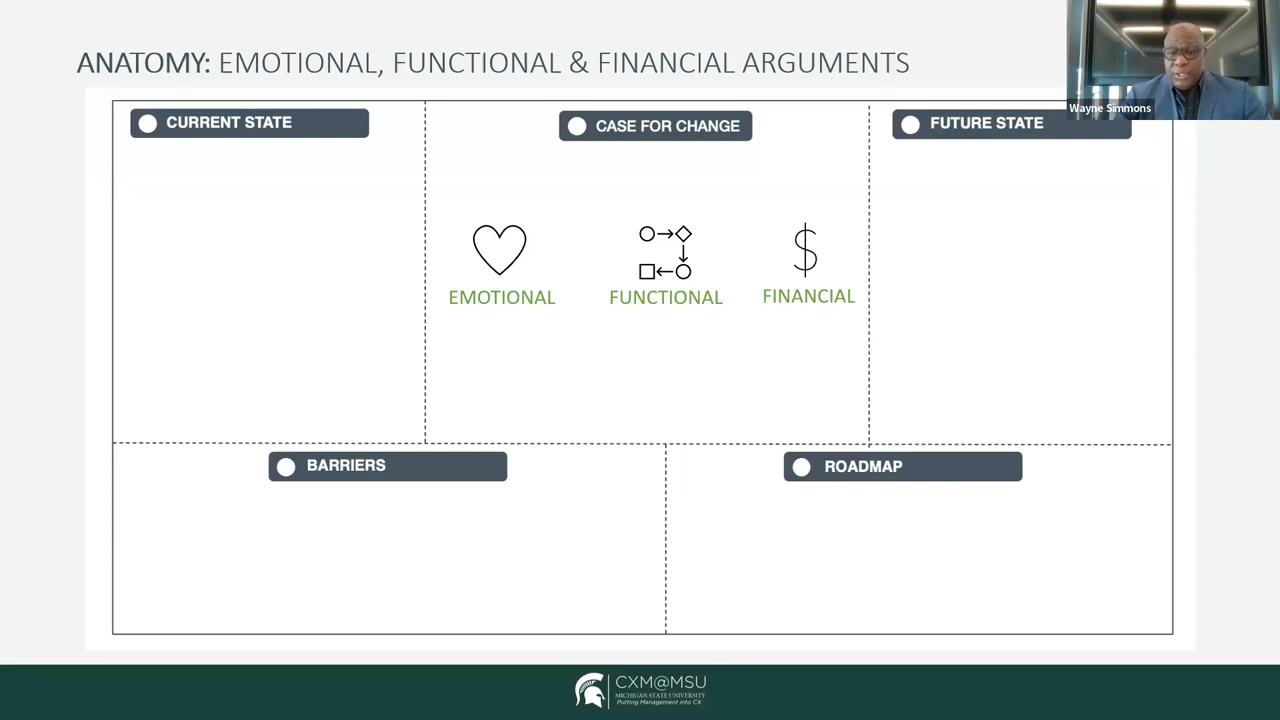 ANATOMY: EMOTIONAL, FUNCTIONAL & FINANCIAL ARGUMENTS
Wayne Simmons
CURRENT STATE
CASE FOR CHANGE
FUTURE STATE
$
EMOTIONAL
FUNCTIONAL
FINANCIAL
BARRIERS
ROADMAP
CXM@MSU
MICHIGAN STATE UNIVERSITY
Putting Management into CX